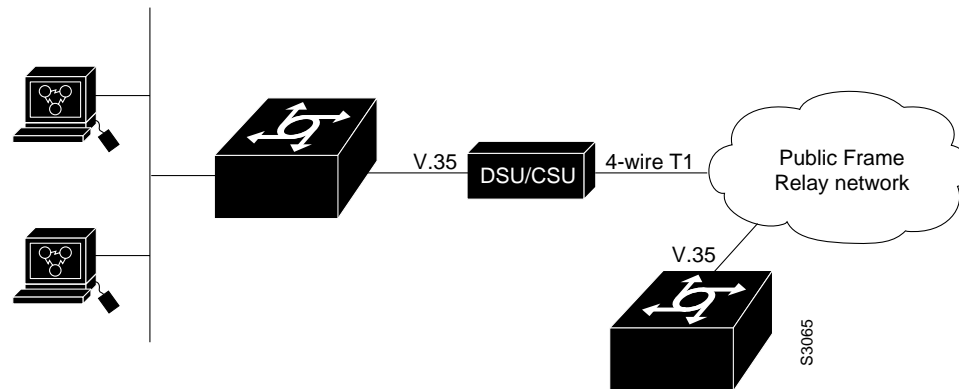 V.35
DSU/CSU
4-wire T1
Public Frame
Relay network
V.35
S3065